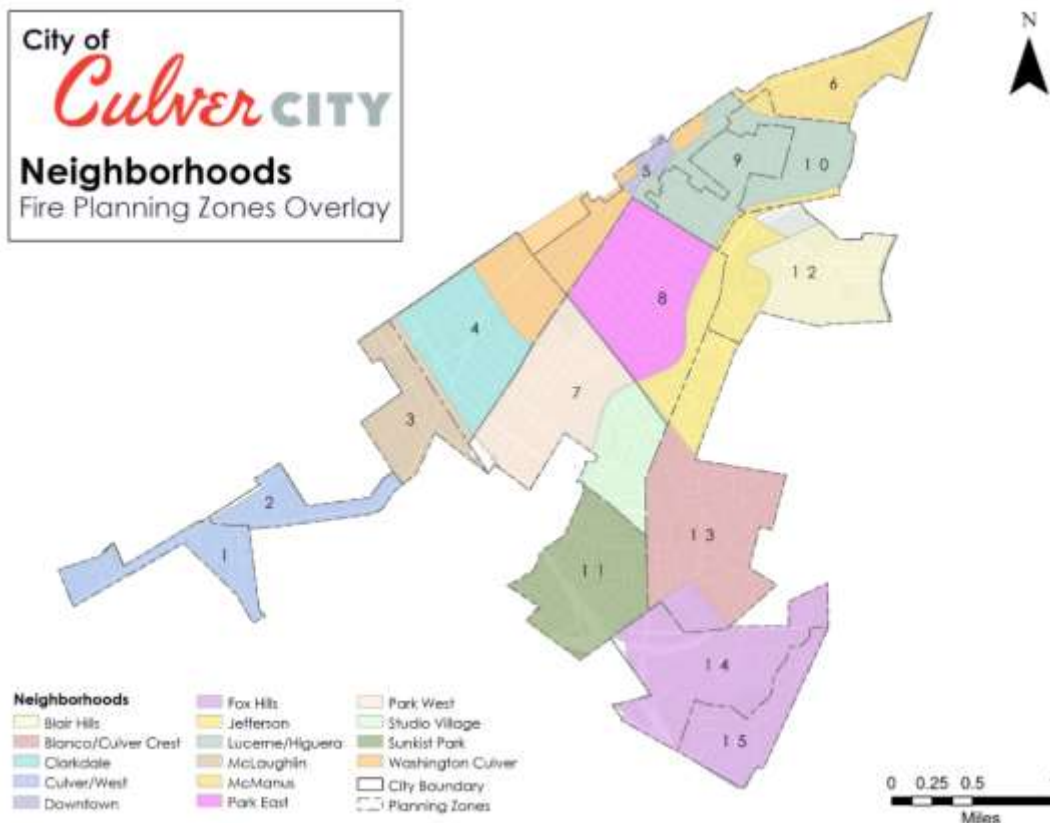 City of
Culver CITY
Neighborhoods
Fire Planning Zones Overlay
N
6
5
9
10
12
8
4
7
3
2
1
13
11
14
15
Neighborhoods
Blair Hills
Blanco/Culver Crest
Clarkdale
Culver/West
Downtown
Fox Hills
Jefferson
Lucerne/Higuera
McLaughlin
McManus
Park East
Park West
Studio Village
Sunkist Park
Washington Culver
City Boundary
Planning Zones
0 0.25 0.5
Miles